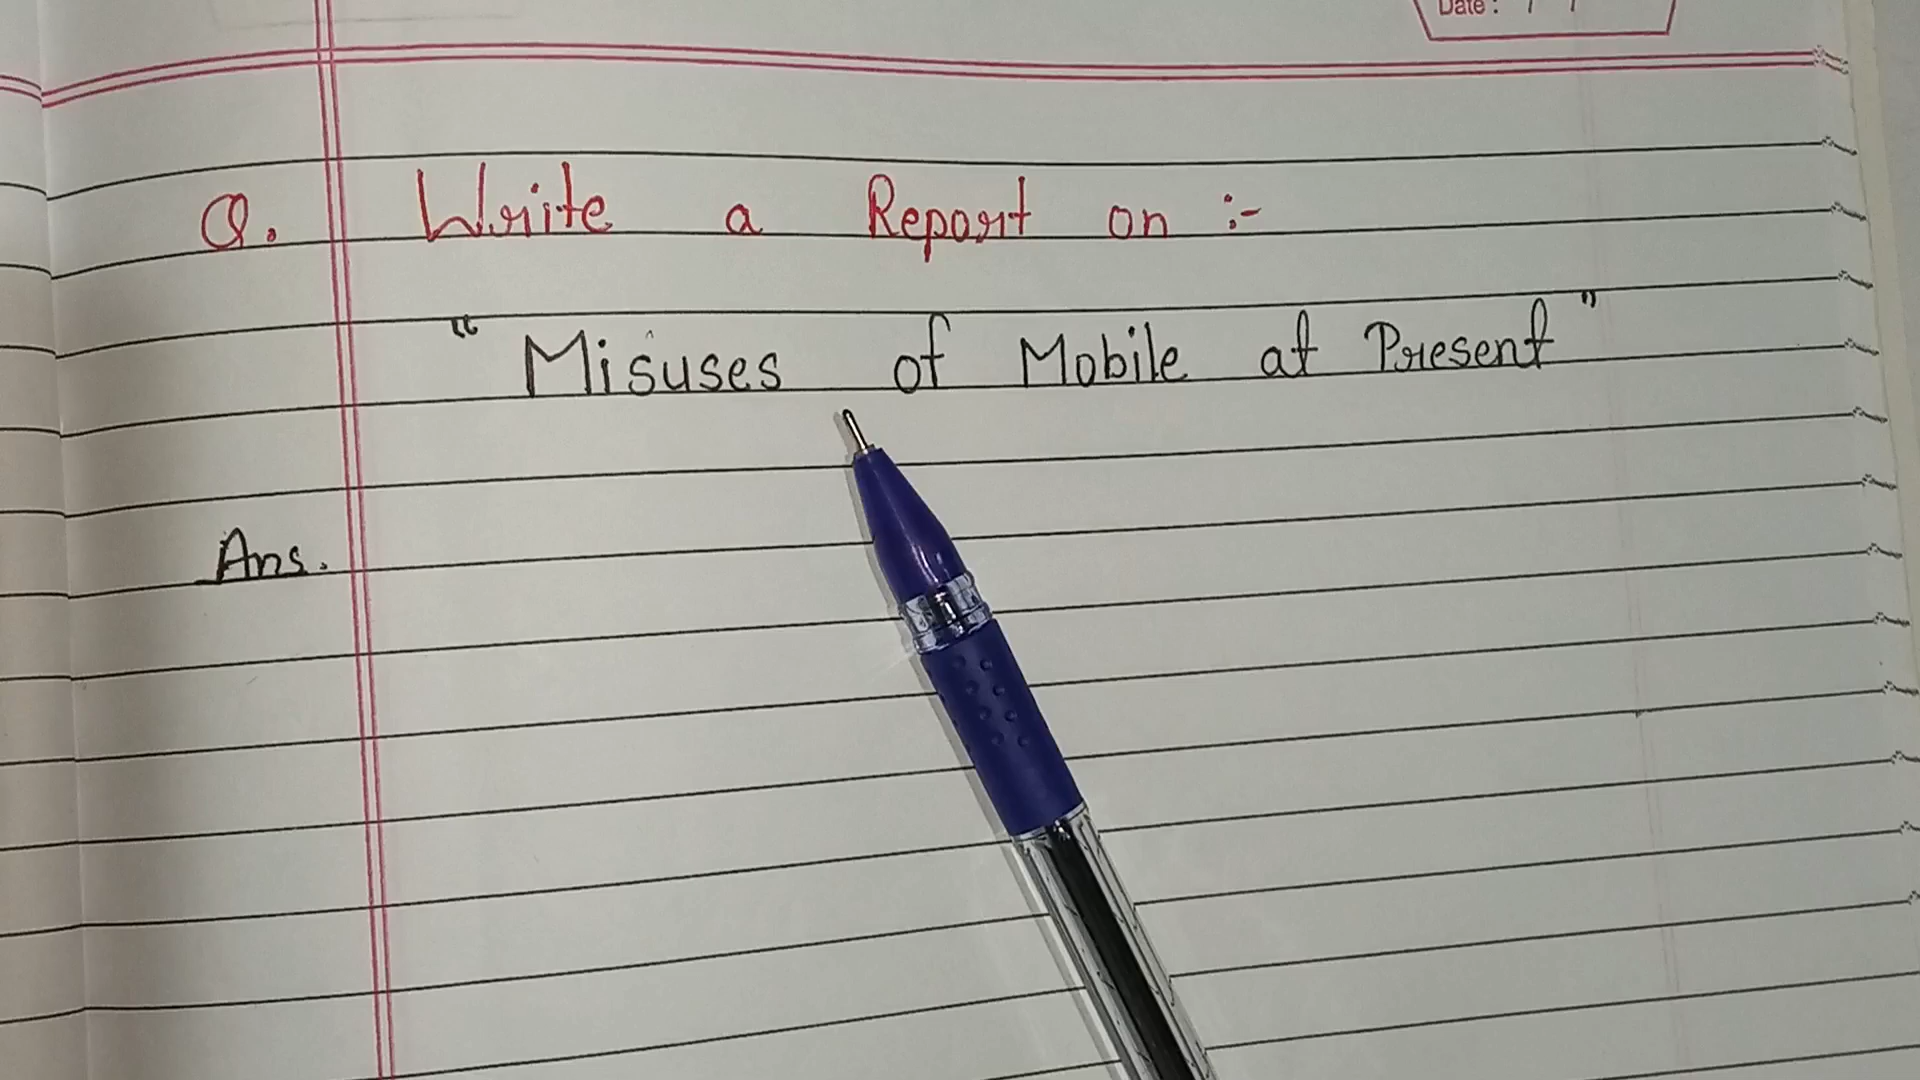 Date : / /
Q. Write a Report on :-
"Misuses of Mobile at Present"
Ans.